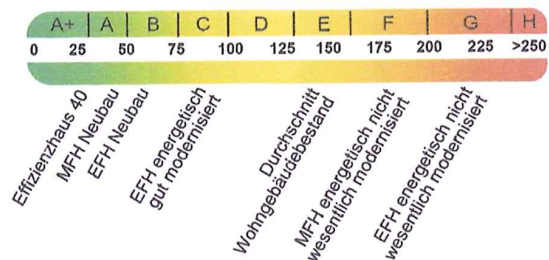 A+ A B C D E F G H
0 25 50 75 100 125 150 175 200 225 >250
Effizienzhaus 40
MFH Neubau
EFH Neubau
EFH energetisch
gut modernisiert
Durchschnitt
Wohngebäudebestand
MFH energetisch nicht
wesentlich modernisiert
EFH energetisch nicht
wesentlich modernisiert